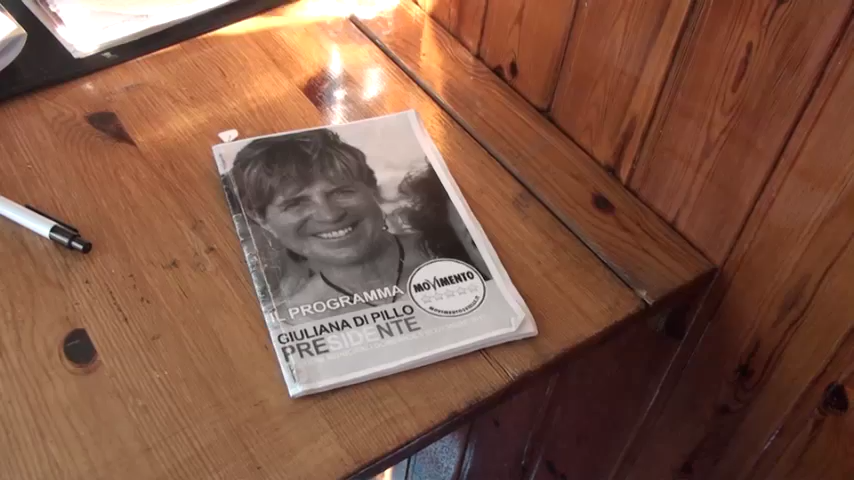 IL PROGRAMMA
GIULIANA DI PILLO
PRESIDENTE
MOVIMENTO